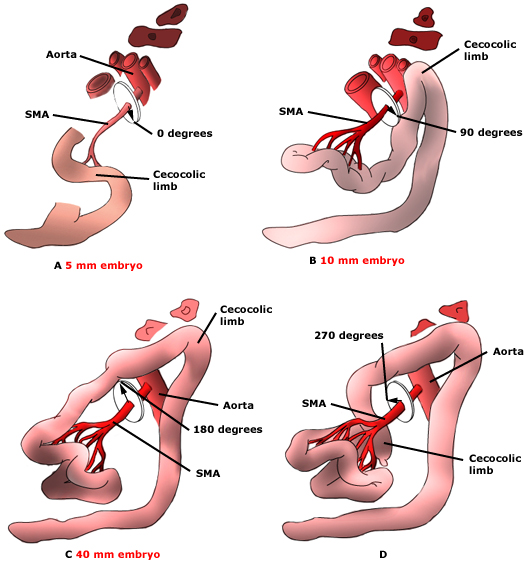 Aorta
SMA
0 degrees
Cecocolic
limb
A 5 mm embryo
Cecocolic
limb
SMA
90 degrees
B 10 mm embryo
Cecocolic
limb
Aorta
180 degrees
SMA
C 40 mm embryo
270 degrees
Aorta
SMA
Cecocolic
limb
D